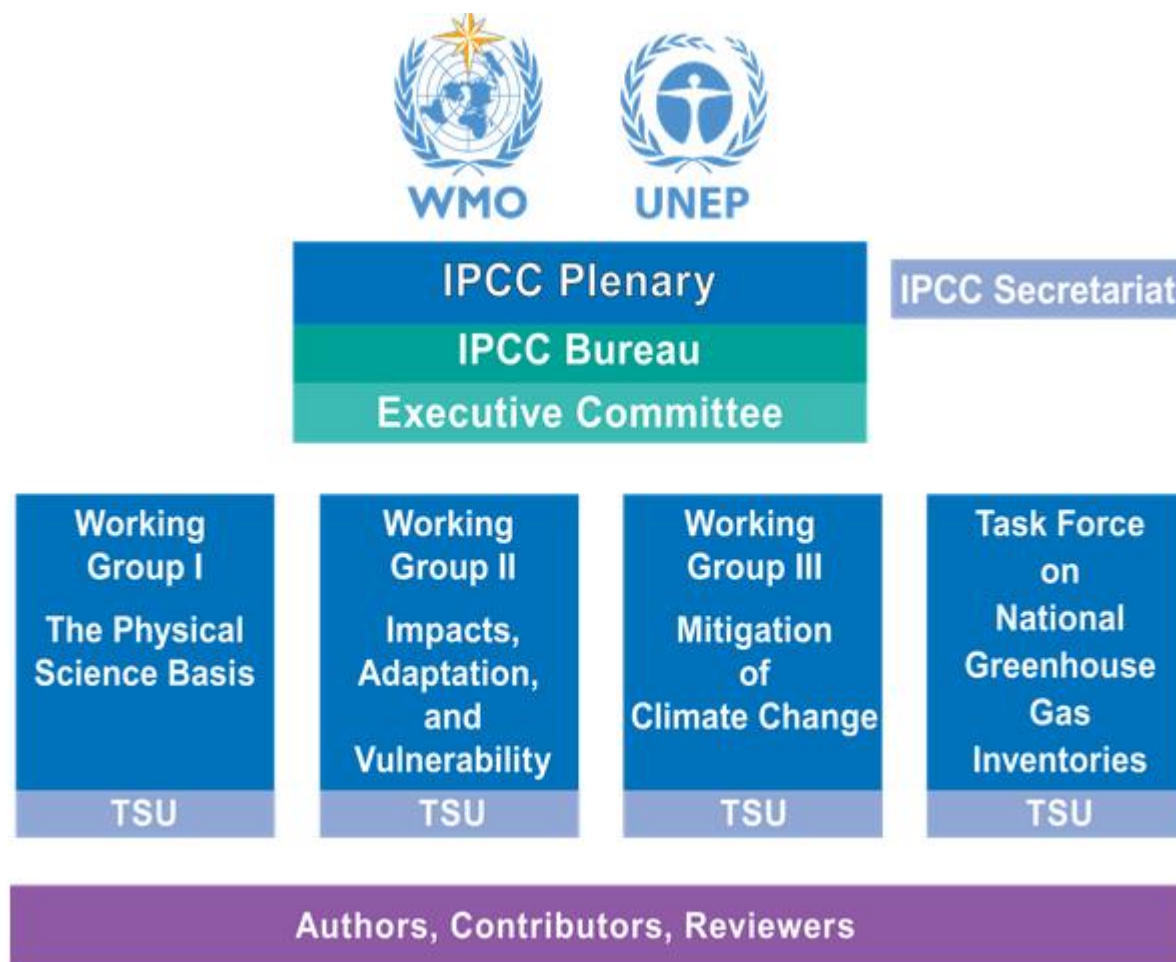 WMO
UNEP
IPCC Plenary
IPCC Secretariat
IPCC Bureau
Executive Committee
Working
Group I
The Physical
Science Basis
TSU
Working
Group II
Impacts,
Adaptation,
and
Vulnerability
TSU
Working
Group III
Mitigation
of
Climate Change
TSU
Task Force
on
National
Greenhouse
Gas
Inventories
TSU
Authors, Contributors, Reviewers